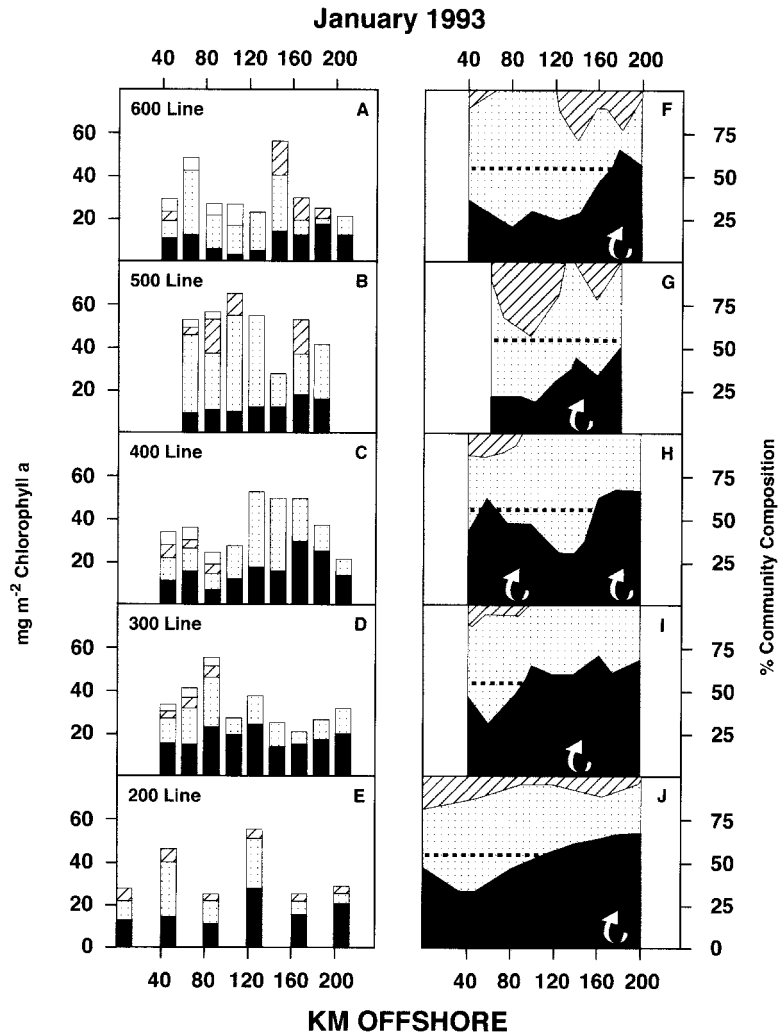 January 1993
40 80 120 160 200
40 80 120 160 200
600 Line A
60
40
20
F
75
50
25
500 Line B
60
40
20
G
75
50
25
400 Line C
60
40
20
H
75
50
25
300 Line D
60
40
20
I
75
50
25
200 Line E
60
40
20
0
J
75
50
25
0
mg m-2 Chlorophyll a
% Community Composition
40 80 120 160 200
40 80 120 160 200
KM OFFSHORE